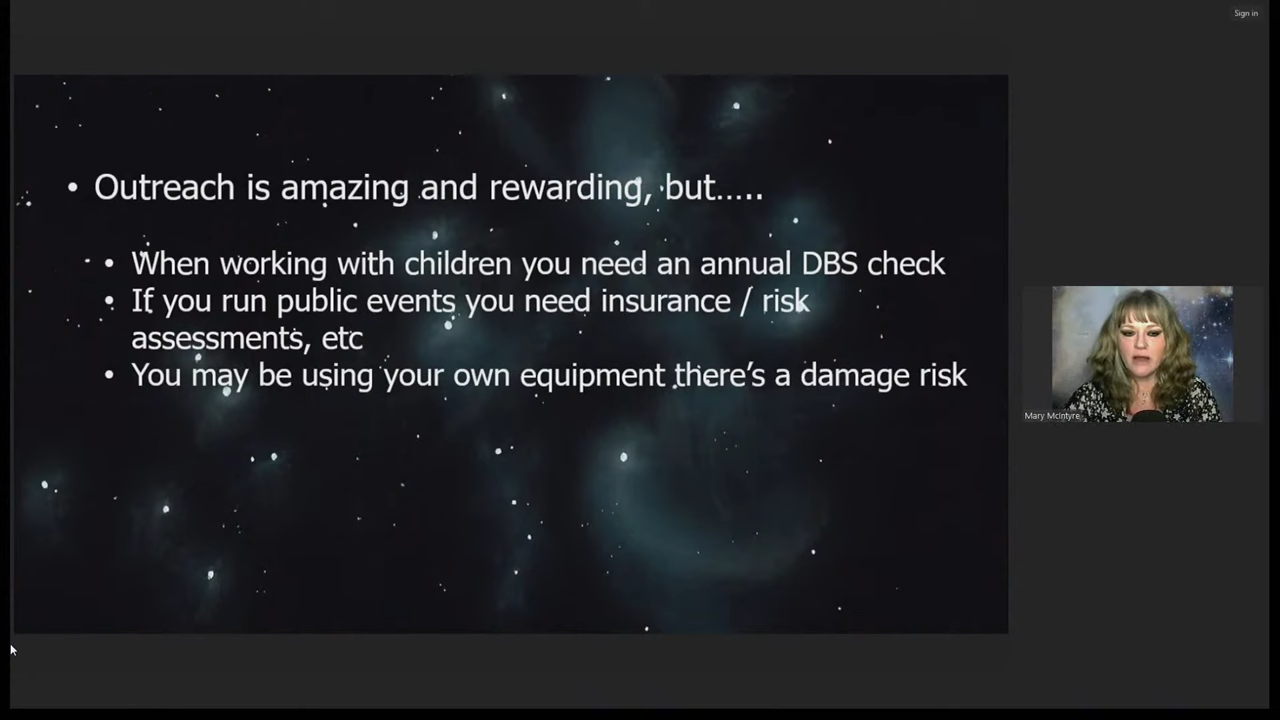 Sign in
• Outreach is amazing and rewarding, but.....
• When working with children you need an annual DBS check
• If you run public events you need insurance / risk
assessments, etc
• You may be using your own equipment there's a damage risk
Mary McIntyre